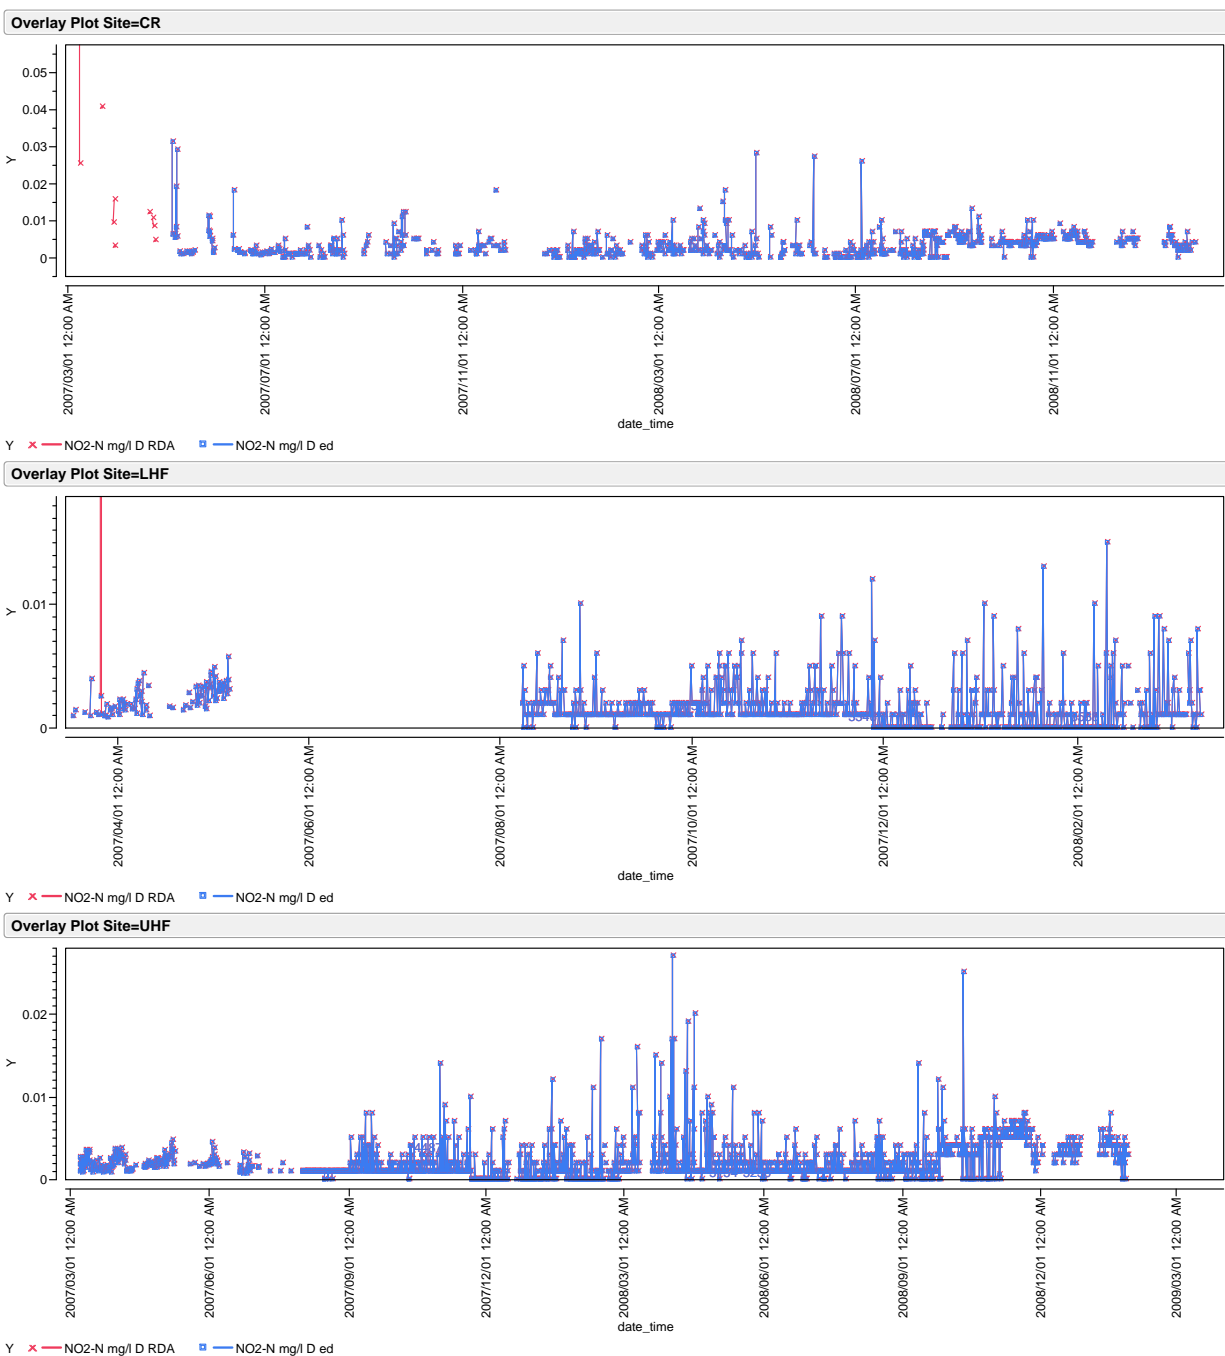 Overlay Plot Site=CR
0.05
0.04
0.03
0.02
0.01
0
Y
2007/03/01 12:00 AM
2007/07/01 12:00 AM
2007/11/01 12:00 AM
2008/03/01 12:00 AM
2008/07/01 12:00 AM
2008/11/01 12:00 AM
date_time
Y NO2-N mg/l D RDA NO2-N mg/l D ed
Overlay Plot Site=LHF
0.01
0
Y
2007/04/01 12:00 AM
2007/06/01 12:00 AM
2007/08/01 12:00 AM
2007/10/01 12:00 AM
2007/12/01 12:00 AM
2008/02/01 12:00 AM
date_time
Y NO2-N mg/l D RDA NO2-N mg/l D ed
Overlay Plot Site=UHF
0.02
0.01
0
Y
2007/03/01 12:00 AM
2007/06/01 12:00 AM
2007/09/01 12:00 AM
2007/12/01 12:00 AM
2008/03/01 12:00 AM
2008/06/01 12:00 AM
2008/09/01 12:00 AM
2008/12/01 12:00 AM
2009/03/01 12:00 AM
date_time
Y NO2-N mg/l D RDA NO2-N mg/l D ed